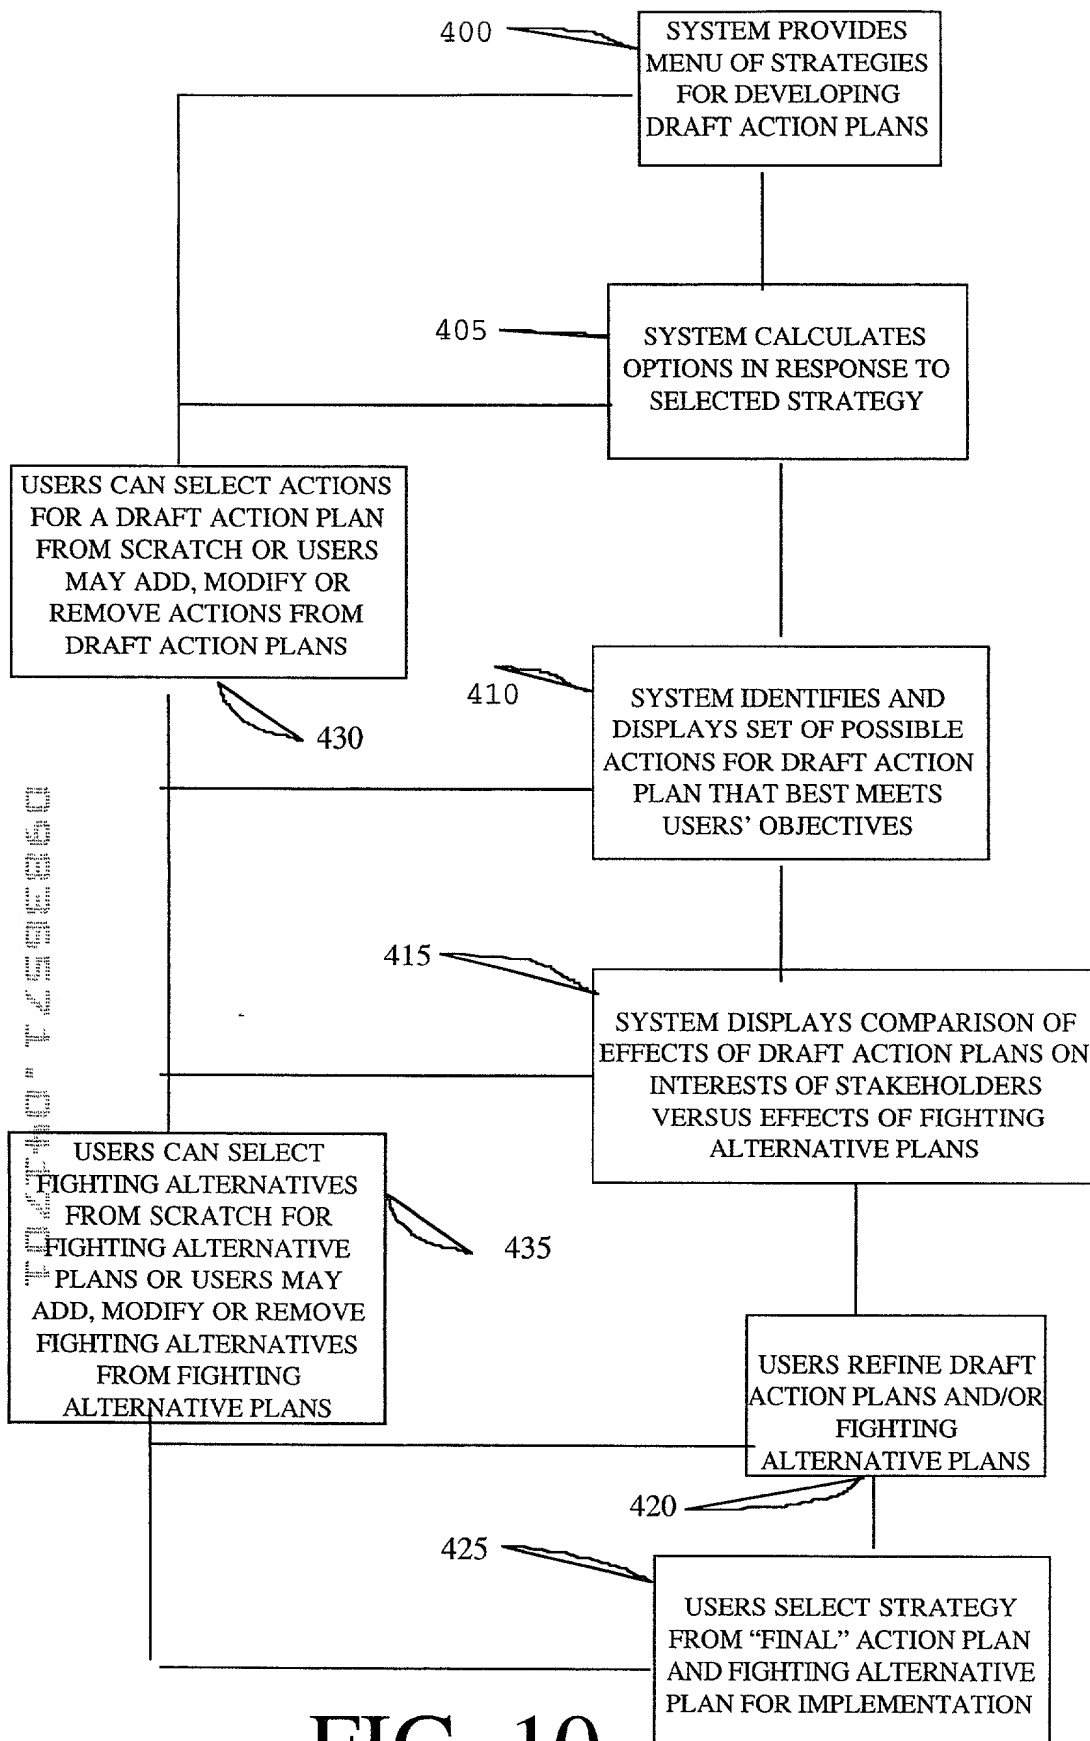 400
SYSTEM PROVIDES
MENU OF STRATEGIES
FOR DEVELOPING
DRAFT ACTION PLANS
405
SYSTEM CALCULATES
OPTIONS IN RESPONSE TO
SELECTED STRATEGY
USERS CAN SELECT ACTIONS
FOR A DRAFT ACTION PLAN
FROM SCRATCH OR USERS
MAY ADD, MODIFY OR
REMOVE ACTIONS FROM
DRAFT ACTION PLANS
430
410
SYSTEM IDENTIFIES AND
DISPLAYS SET OF POSSIBLE
ACTIONS FOR DRAFT ACTION
PLAN THAT BEST MEETS
USERS’ OBJECTIVES
415
SYSTEM DISPLAYS COMPARISON OF
EFFECTS OF DRAFT ACTION PLANS ON
INTERESTS OF STAKEHOLDERS
VERSUS EFFECTS OF FIGHTING
ALTERNATIVE PLANS
USERS CAN SELECT
FIGHTING ALTERNATIVES
FROM SCRATCH FOR
FIGHTING ALTERNATIVE
PLANS OR USERS MAY
ADD, MODIFY OR REMOVE
FIGHTING ALTERNATIVES
FROM FIGHTING
ALTERNATIVE PLANS
435
USERS REFINE DRAFT
ACTION PLANS AND/OR
FIGHTING
ALTERNATIVE PLANS
420
425
USERS SELECT STRATEGY
FROM “FINAL” ACTION PLAN
AND FIGHTING ALTERNATIVE
PLAN FOR IMPLEMENTATION
FIG. 10